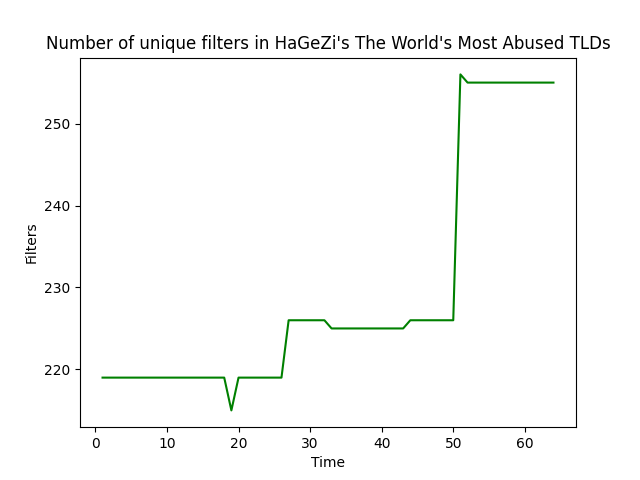 Number of unique filters in HaGeZi's The World's Most Abused TLDs
250
240
230
220
Filters
0 10 20 30 40 50 60
Time